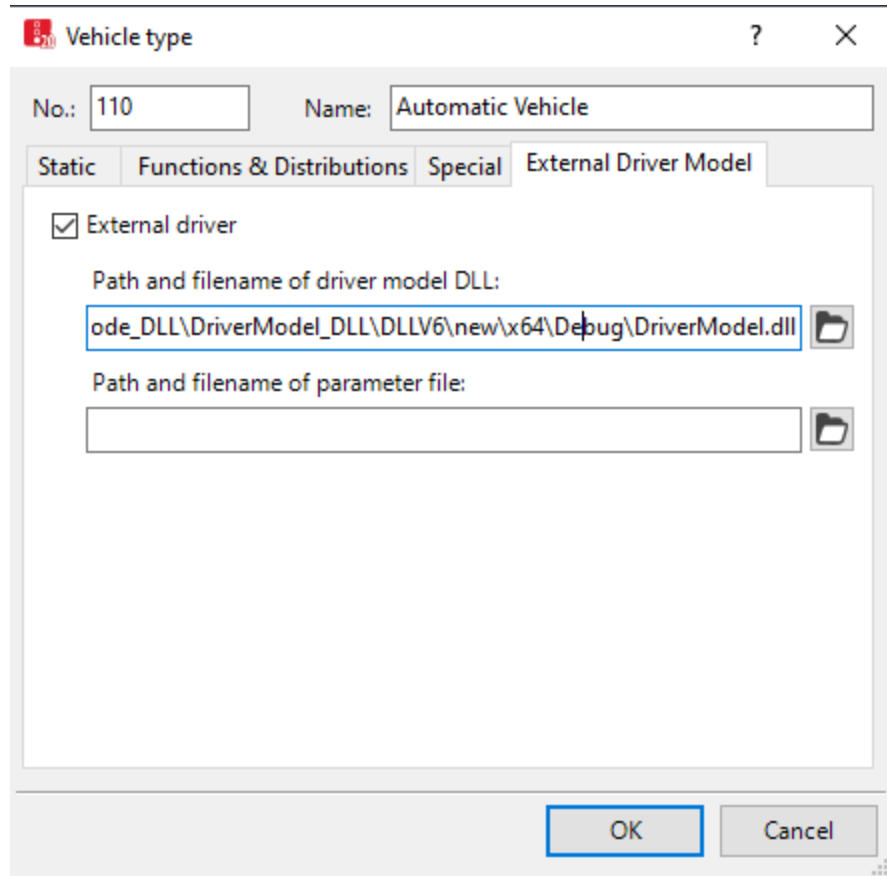 20 Vehicle type ? ×
No.: 110 Name: Automatic Vehicle
Static Functions & Distributions Special External Driver Model
External driver
Path and filename of driver model DLL:
ode_DLL\DriverModel_DLL\DLLV6\new\x64\Debug\DriverModel.dll
Path and filename of parameter file:
OK Cancel